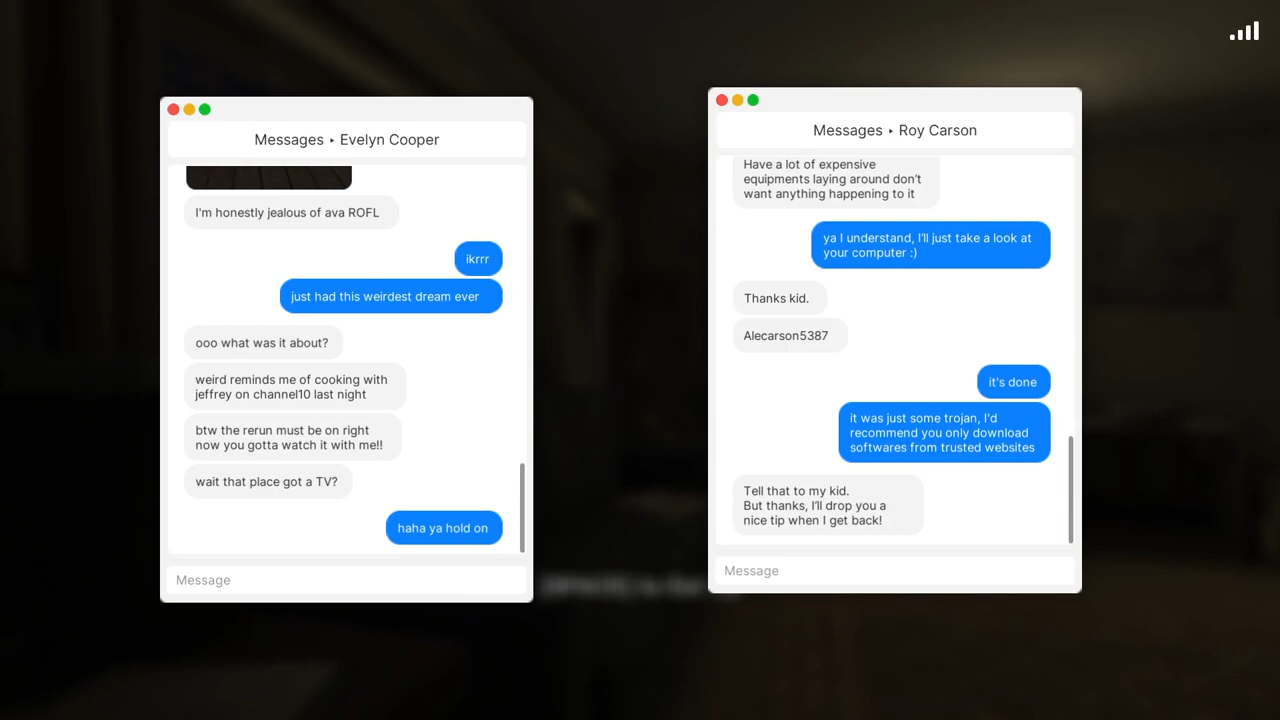 Messages ‣ Evelyn Cooper
I'm honestly jealous of ava ROFL
ikrrr
just had this weirdest dream ever
ooo what was it about?
weird reminds me of cooking with
jeffrey on channel10 last night
btw the rerun must be on right
now you gotta watch it with me!!
wait that place got a TV?
haha ya hold on
Message
Messages ‣ Roy Carson
Have a lot of expensive
equipments laying around don’t
want anything happening to it
ya I understand, I’ll just take a look at
your computer :)
Thanks kid.
Alecarson5387
it's done
it was just some trojan, I'd
recommend you only download
softwares from trusted websites
Tell that to my kid.
But thanks, I’ll drop you a
nice tip when I get back!
Message